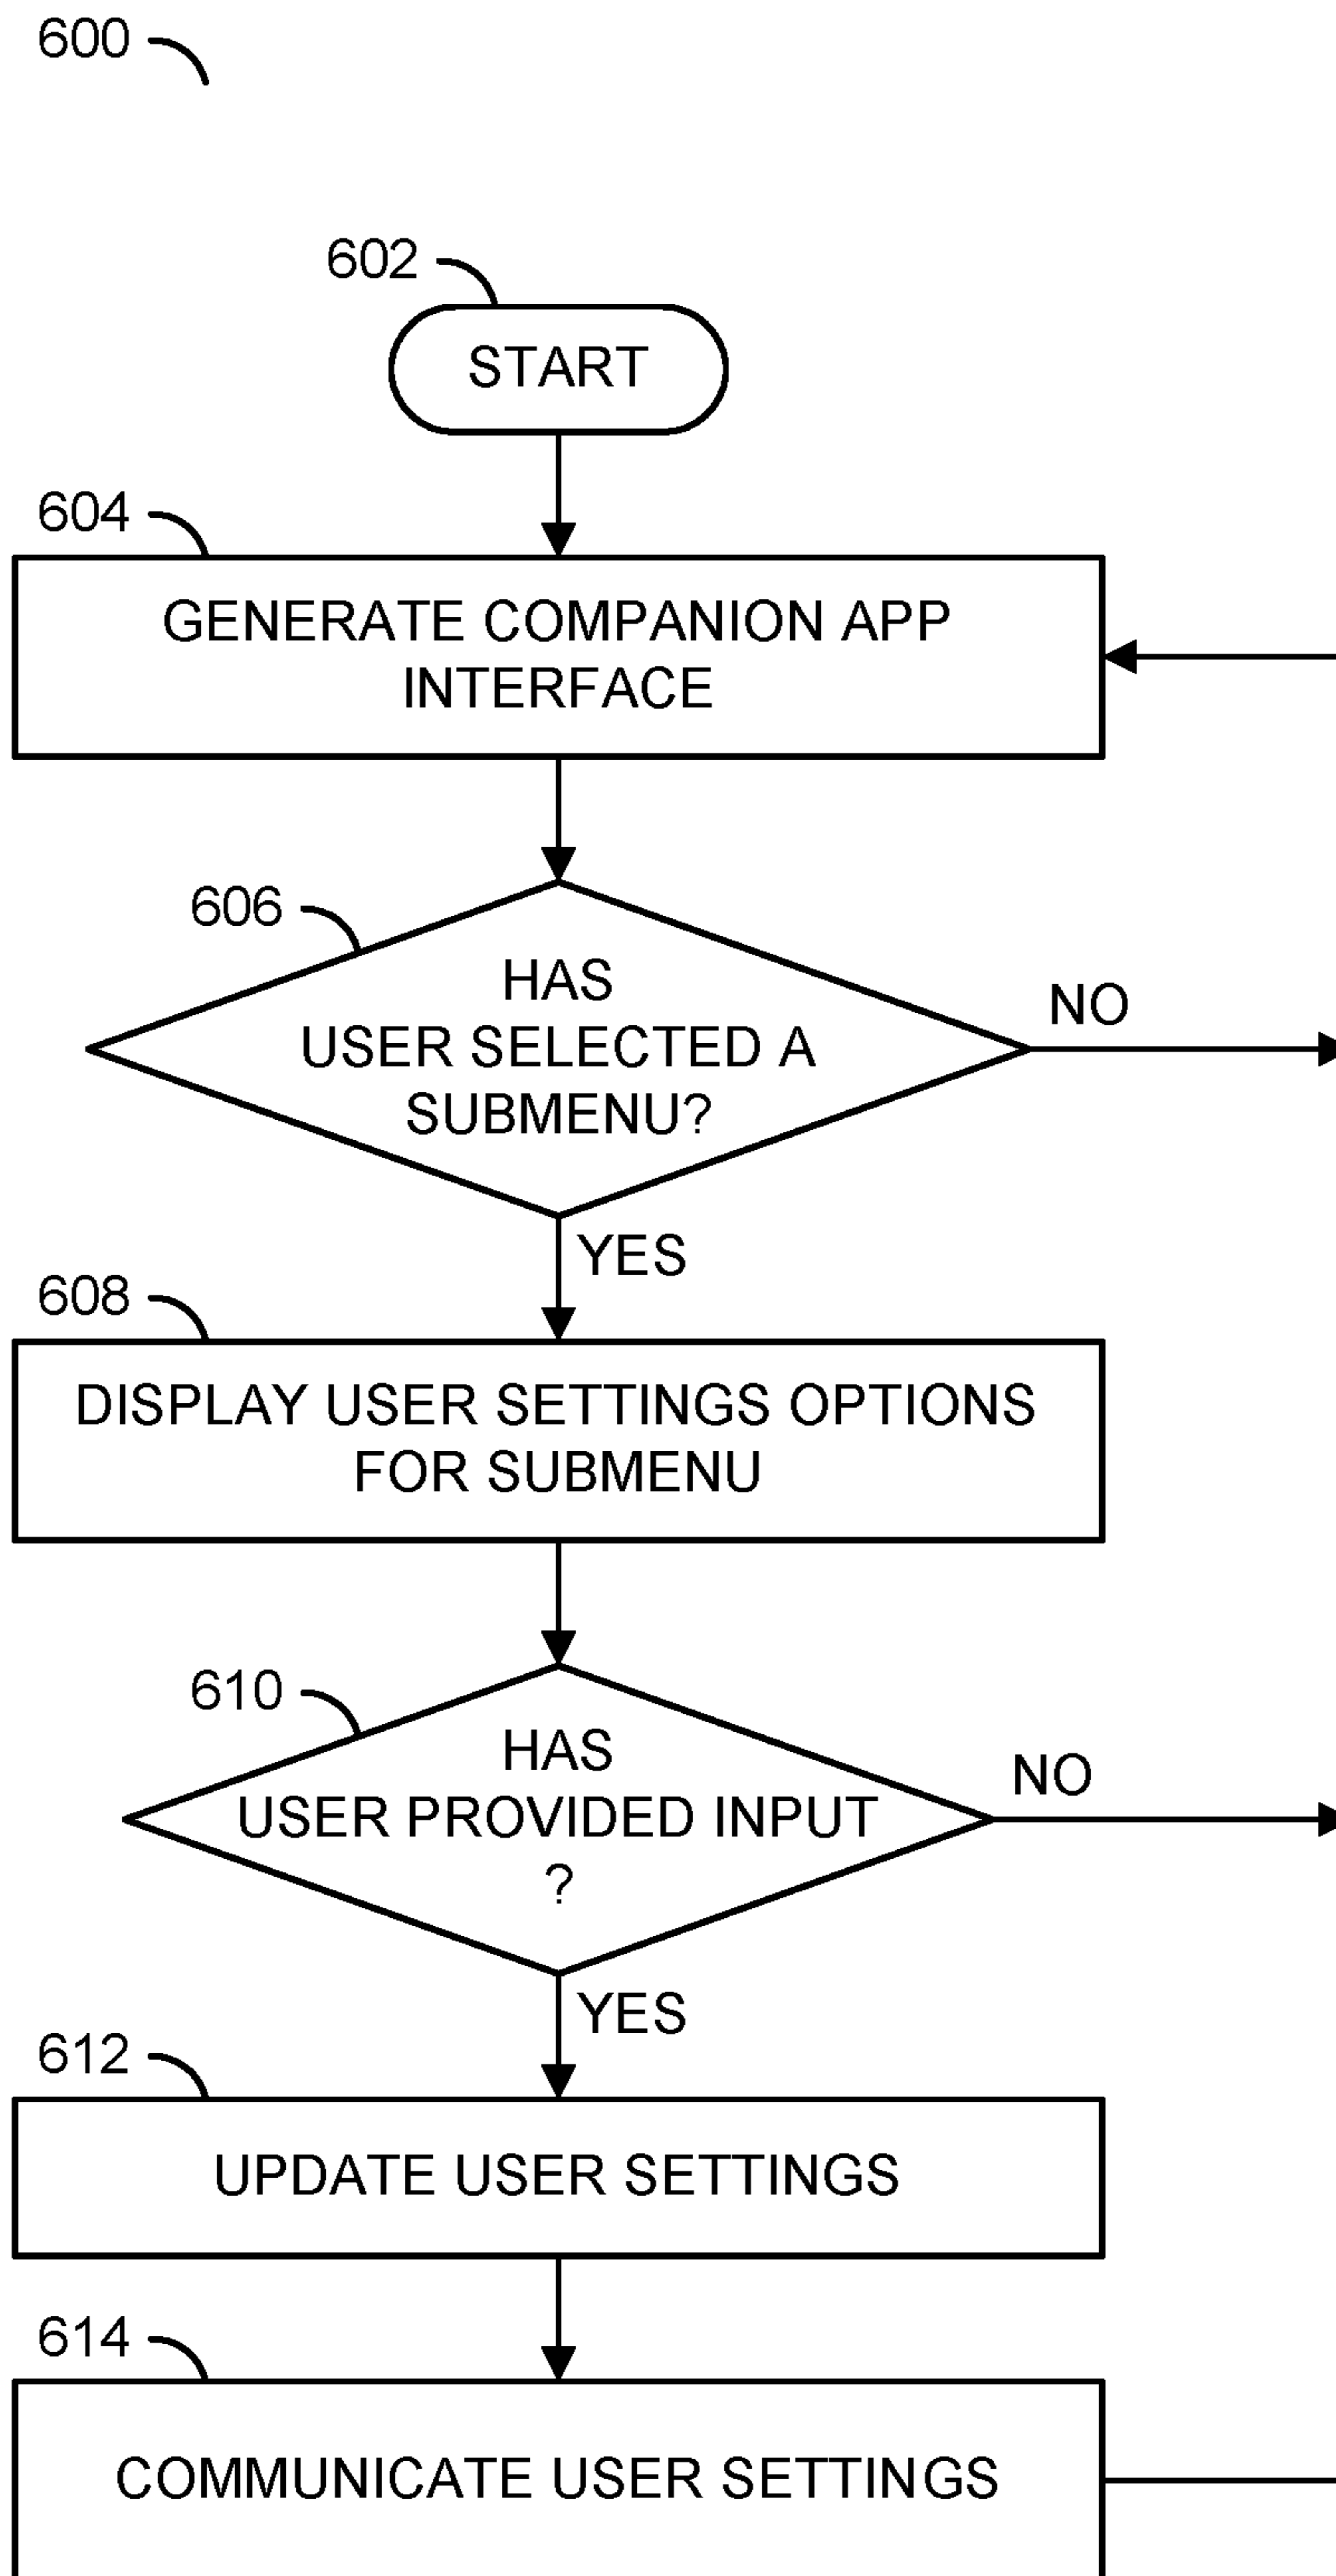 600
602
START
604
GENERATE COMPANION APP
INTERFACE
606
HAS
USER SELECTED A
SUBMENU?
NO
YES
608
DISPLAY USER SETTINGS OPTIONS
FOR SUBMENU
610
HAS
USER PROVIDED INPUT
?
NO
YES
612
UPDATE USER SETTINGS
614
COMMUNICATE USER SETTINGS